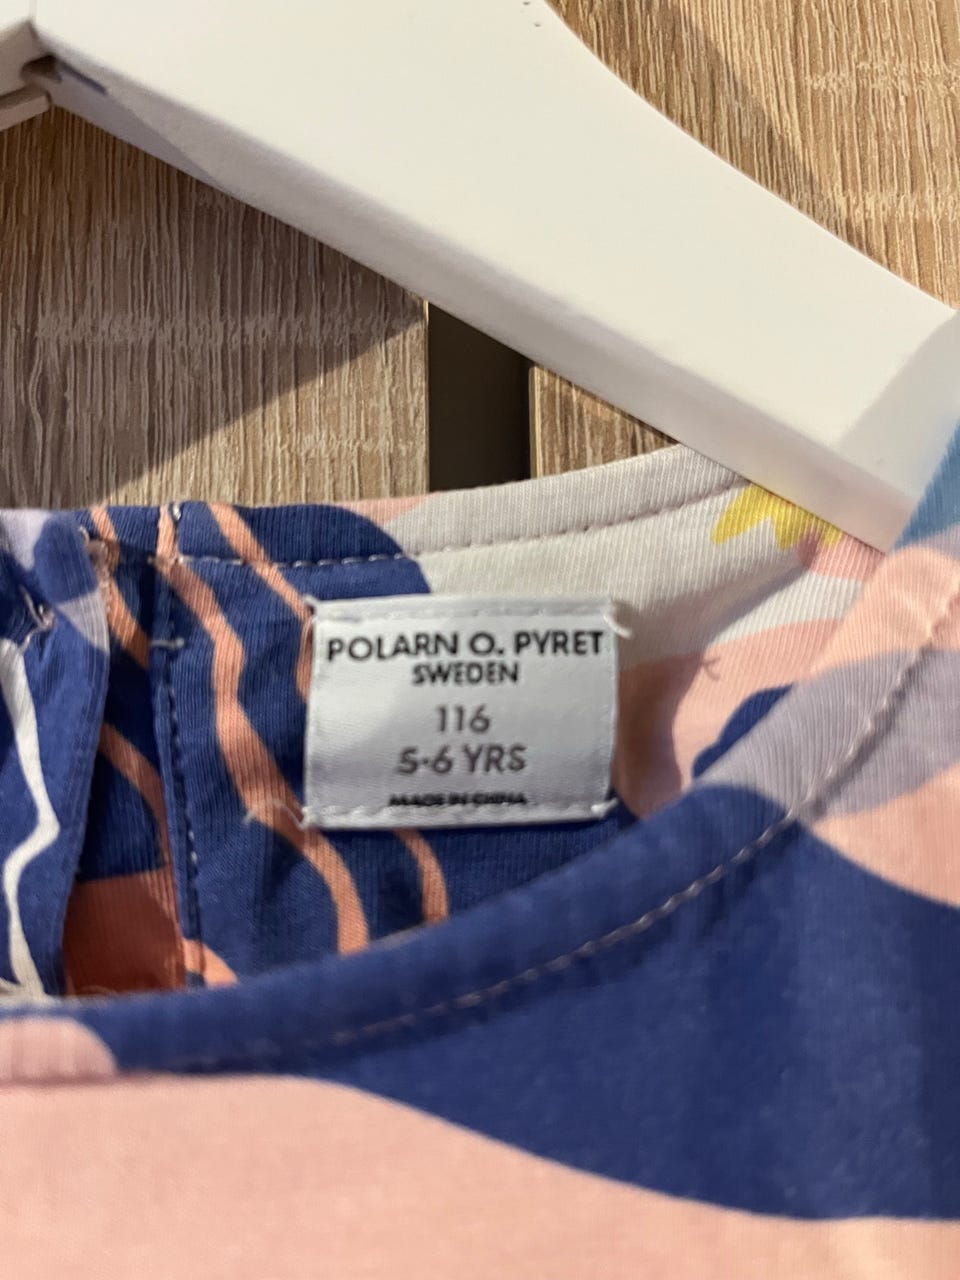 POLARN O. PYRET
SWEDEN
116
5-6 YRS
MADE IN CHINA